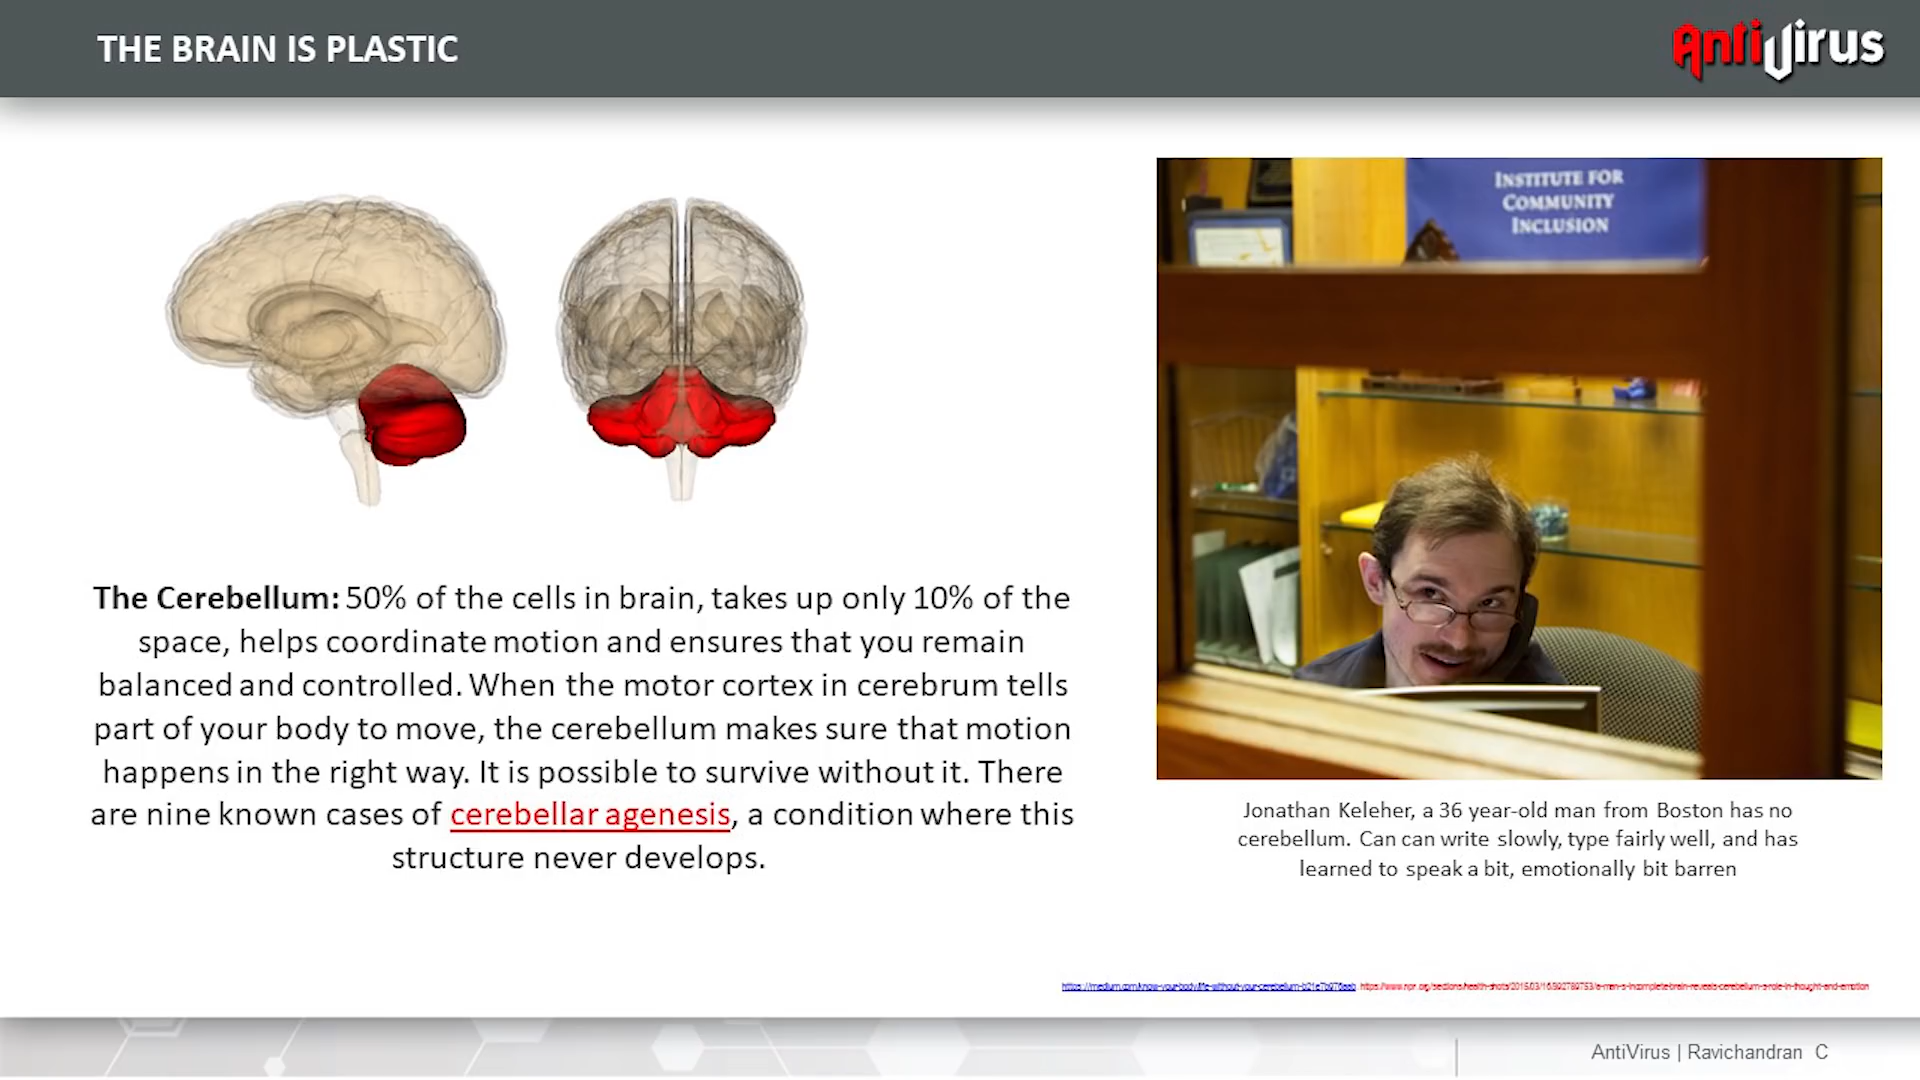 THE BRAIN IS PLASTIC
AntiVirus
INSTITUTE FOR
COMMUNITY
INCLUSION
The Cerebellum: 50% of the cells in brain, takes up only 10% of the
space, helps coordinate motion and ensures that you remain
balanced and controlled. When the motor cortex in cerebrum tells
part of your body to move, the cerebellum makes sure that motion
happens in the right way. It is possible to survive without it. There
are nine known cases of cerebellar agenesis, a condition where this
structure never develops.
Jonathan Keleher, a 36 year-old man from Boston has no
cerebellum. Can can write slowly, type fairly well, and has
learned to speak a bit, emotionally bit barren
AntiVirus | Ravichandran C